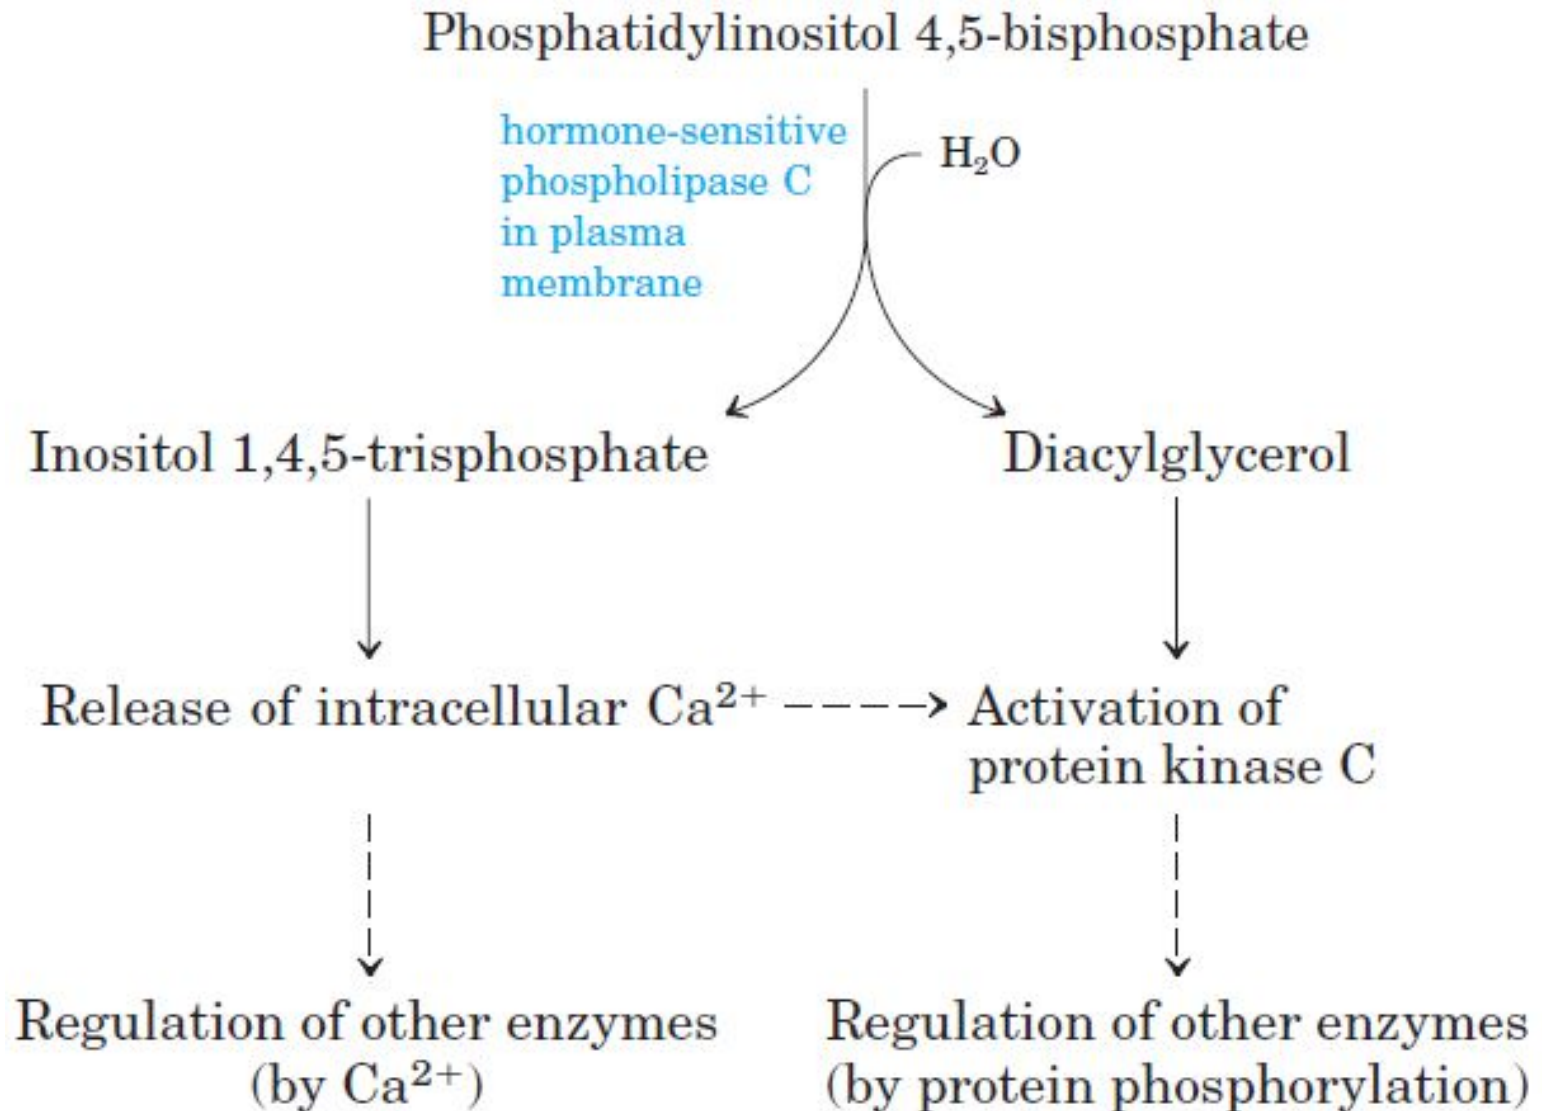 Phosphatidylinositol 4,5-bisphosphate
hormone-sensitive
phospholipase C
in plasma
membrane
H₂O
Inositol 1,4,5-trisphosphate
Diacylglycerol
Release of intracellular Ca²⁺
Activation of
protein kinase C
Regulation of other enzymes
(by Ca²⁺)
Regulation of other enzymes
(by protein phosphorylation)